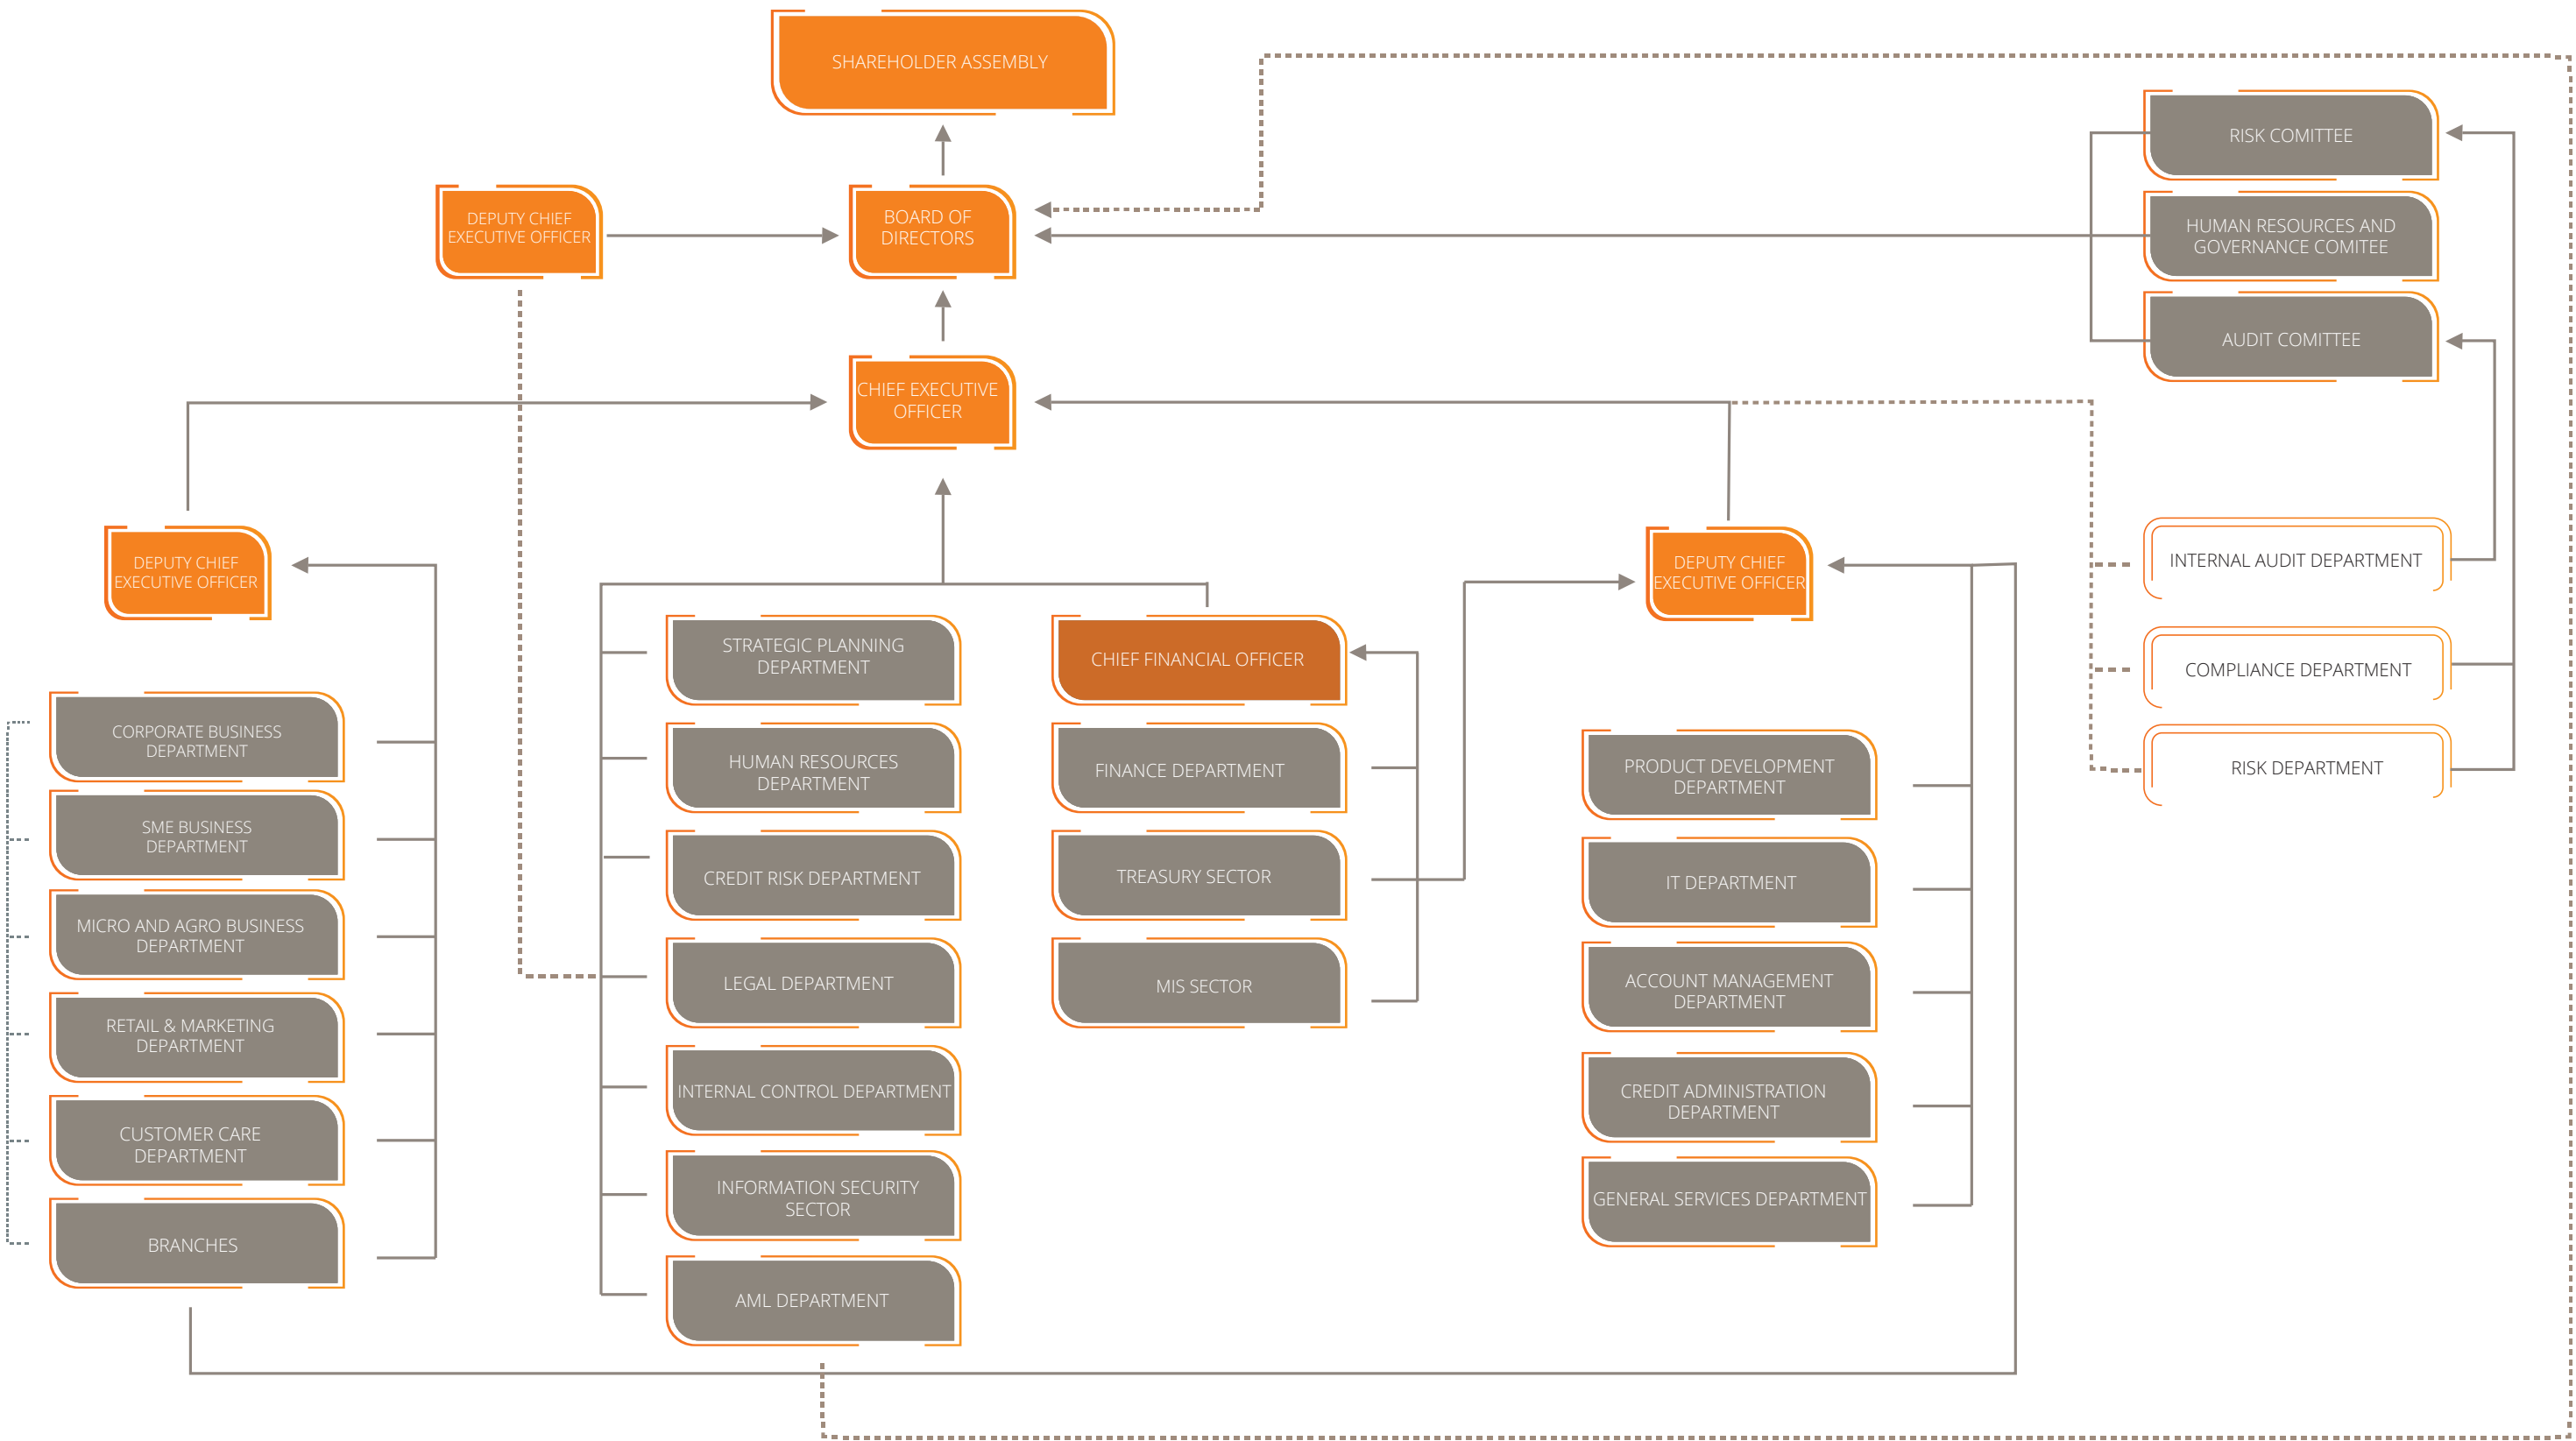 SHAREHOLDER ASSEMBLY
DEPUTY CHIEF
EXECUTIVE OFFICER
BOARD OF
DIRECTORS
RISK COMITTEE
HUMAN RESOURCES AND
GOVERNANCE COMITEE
AUDIT COMITTEE
CHIEF EXECUTIVE
OFFICER
DEPUTY CHIEF
EXECUTIVE OFFICER
CORPORATE BUSINESS
DEPARTMENT
SME BUSINESS
DEPARTMENT
MICRO AND AGRO BUSINESS
DEPARTMENT
RETAIL & MARKETING
DEPARTMENT
CUSTOMER CARE
DEPARTMENT
BRANCHES
STRATEGIC PLANNING
DEPARTMENT
HUMAN RESOURCES
DEPARTMENT
CREDIT RISK DEPARTMENT
LEGAL DEPARTMENT
INTERNAL CONTROL DEPARTMENT
INFORMATION SECURITY
SECTOR
AML DEPARTMENT
CHIEF FINANCIAL OFFICER
FINANCE DEPARTMENT
TREASURY SECTOR
MIS SECTOR
DEPUTY CHIEF
EXECUTIVE OFFICER
PRODUCT DEVELOPMENT
DEPARTMENT
IT DEPARTMENT
ACCOUNT MANAGEMENT
DEPARTMENT
CREDIT ADMINISTRATION
DEPARTMENT
GENERAL SERVICES DEPARTMENT
INTERNAL AUDIT DEPARTMENT
COMPLIANCE DEPARTMENT
RISK DEPARTMENT